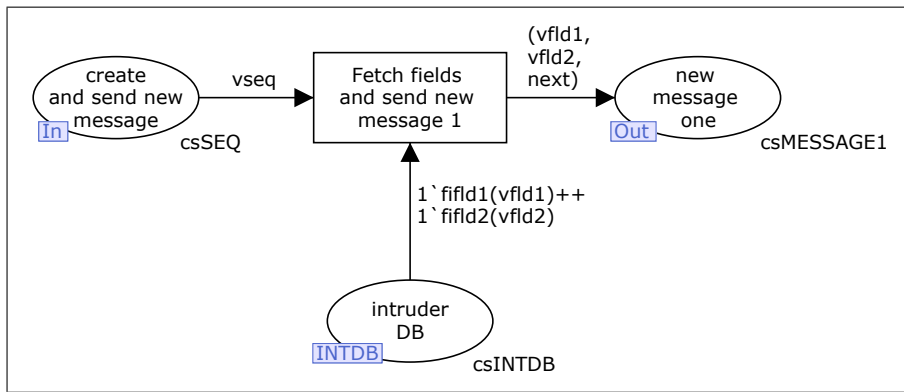 create
and send new
message
In
csSEQ
vseq
Fetch fields
and send new
message 1
(vfld1,
vfld2,
next)
new
message
one
Out
csMESSAGE1
1`fifld1(vfld1)++
1`fifld2(vfld2)
intruder
DB
INTDB
csINTDB